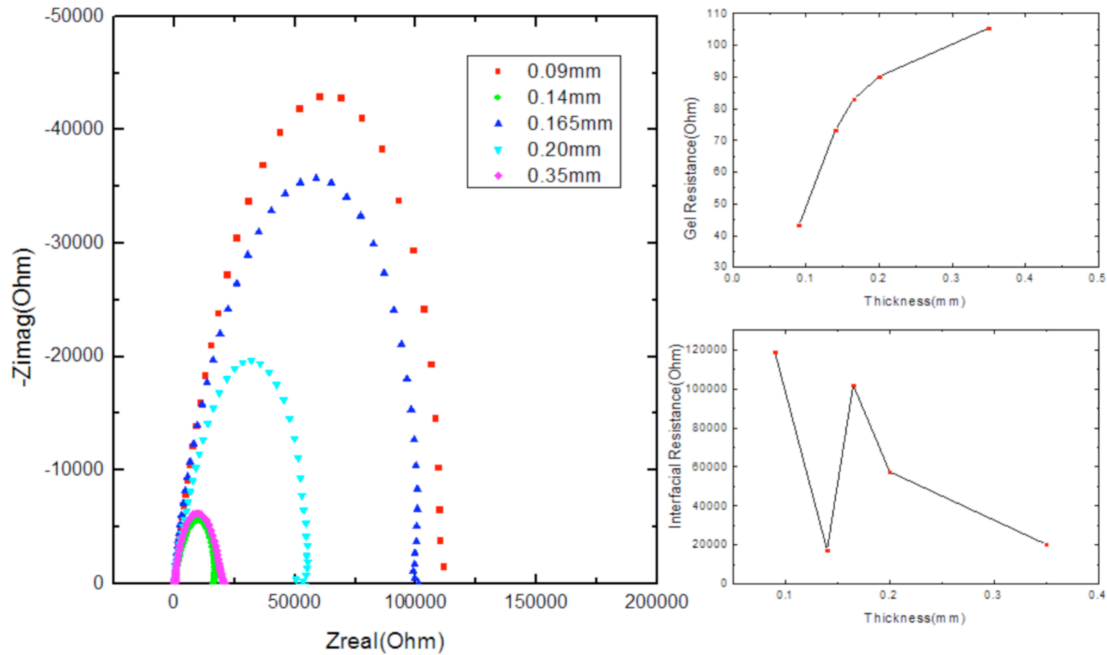 -50000
-40000
-30000
-20000
-10000
0
-Zimag(Ohm)
0.09mm
0.14mm
0.165mm
0.20mm
0.35mm
0 50000 100000 150000 200000
Zreal(Ohm)
110
100
90
80
70
60
50
40
30
Gel Resistance(Ohm)
0.0 0.1 0.2 0.3 0.4 0.5
Thickness(mm)
120000
100000
80000
60000
40000
20000
0
Interfacial Resistance(Ohm)
0.1 0.2 0.3 0.4
Thickness(mm)